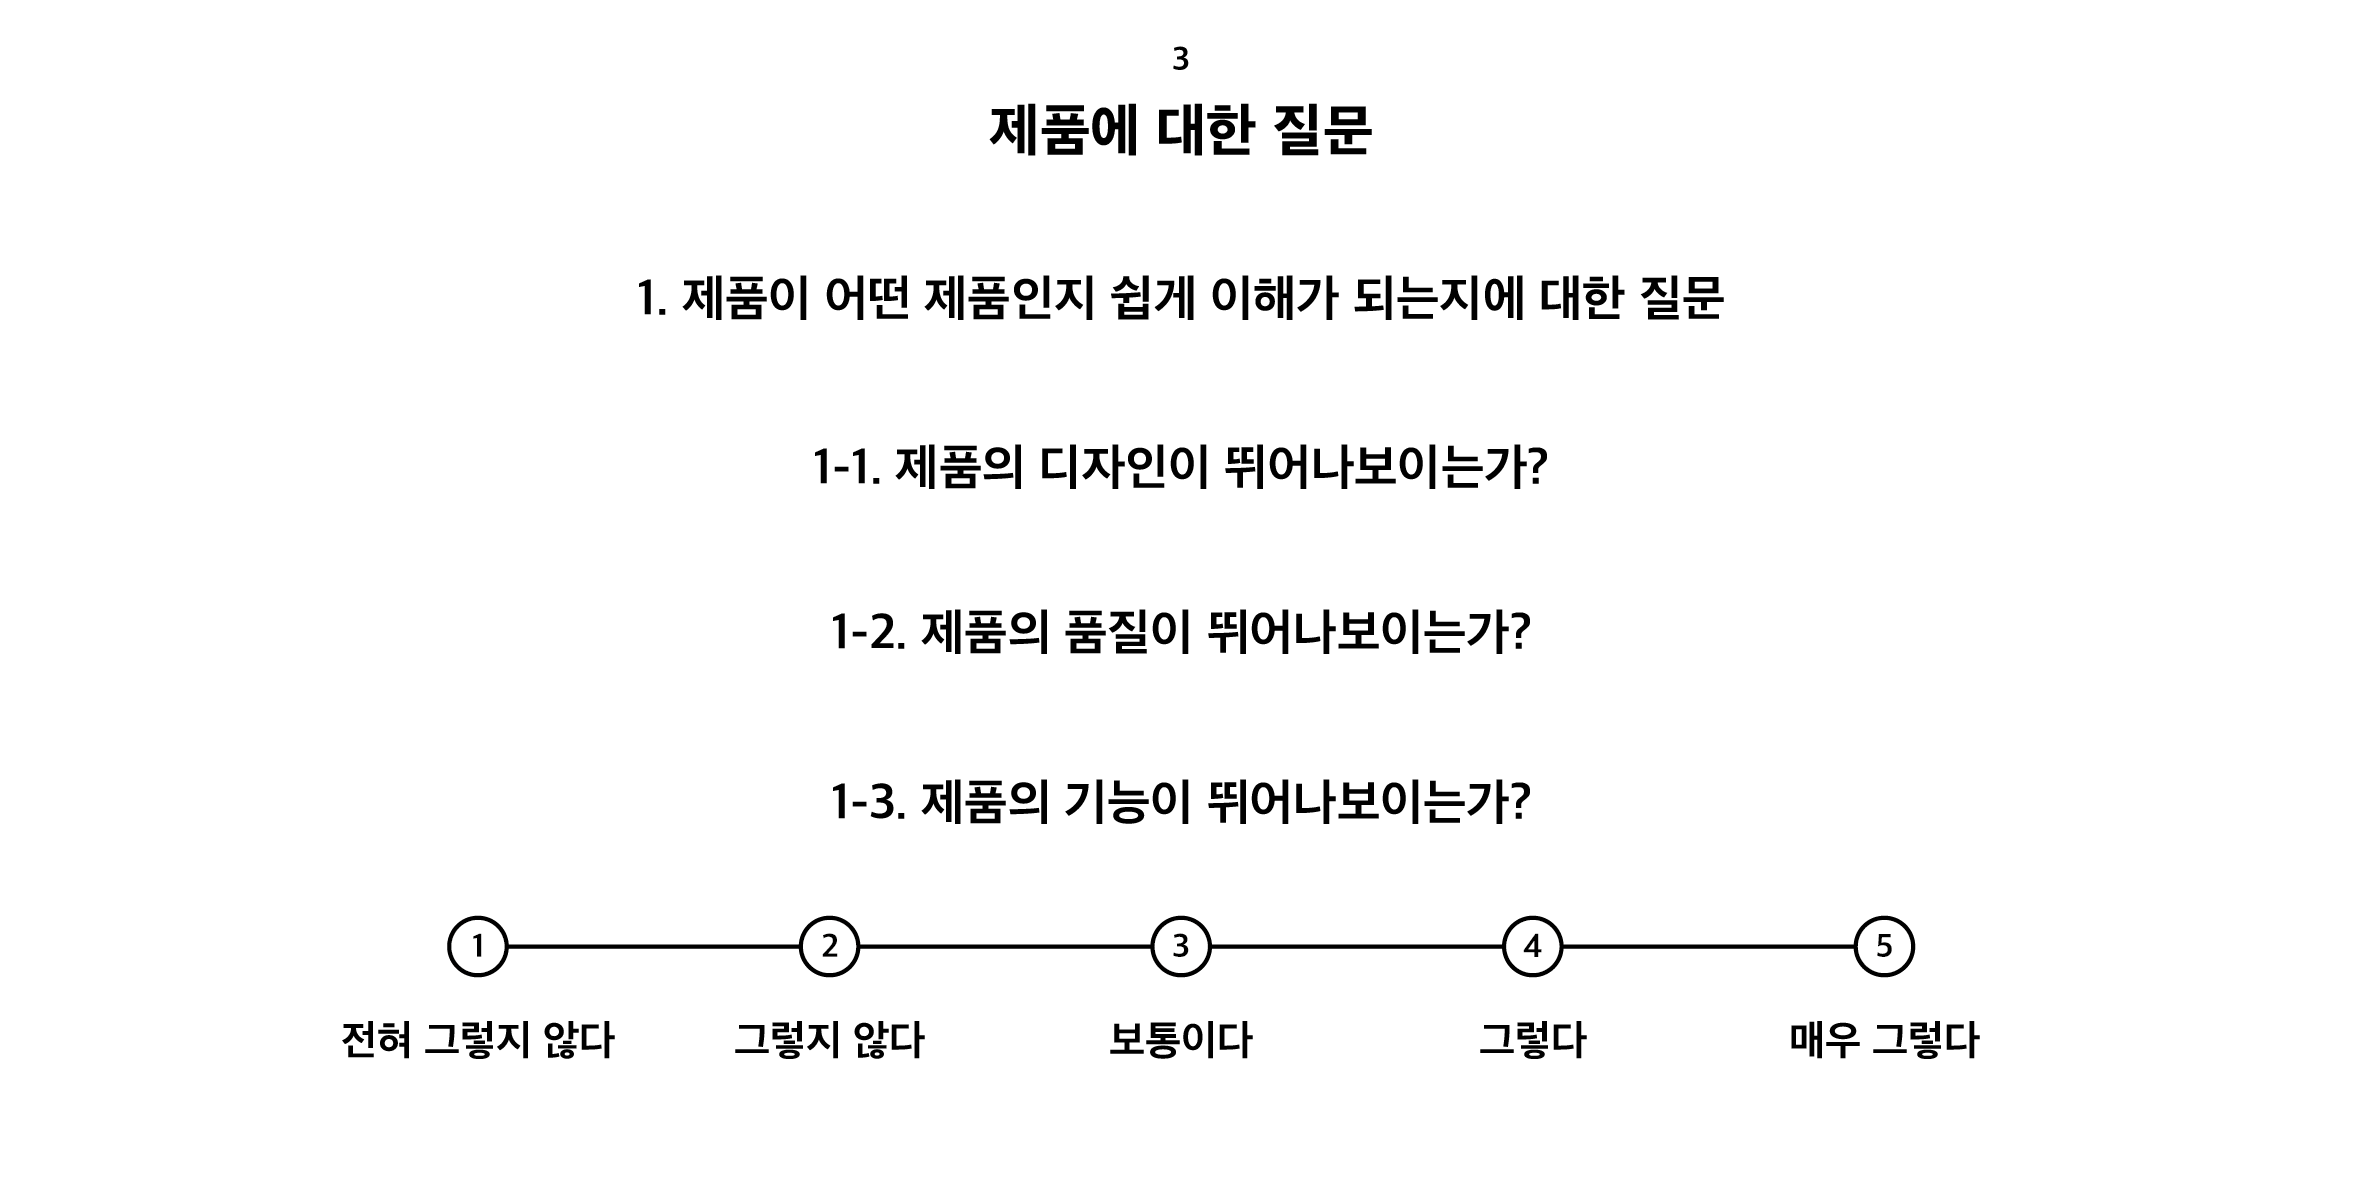 3
제품에 대한 질문
1. 제품이 어떤 제품인지 쉽게 이해가 되는지에 대한 질문
1-1. 제품의 디자인이 뛰어나보이는가?
1-2. 제품의 품질이 뛰어나보이는가?
1-3. 제품의 기능이 뛰어나보이는가?
1 2 3 4 5
전혀 그렇지 않다 그렇지 않다 보통이다 그렇다 매우 그렇다